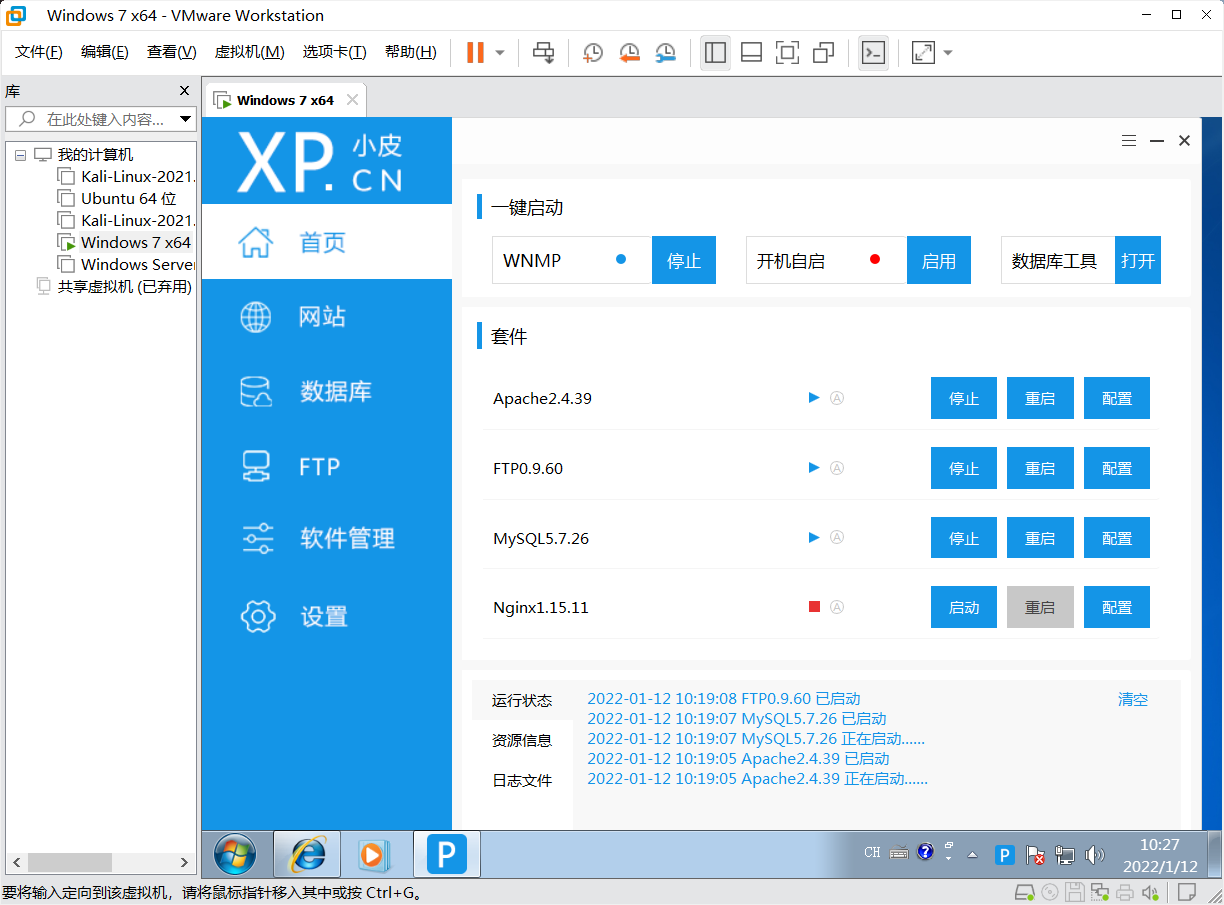 Windows 7 x64 - VMware Workstation
文件(F) 编辑(E) 查看(V) 虚拟机(M) 选项卡(T) 帮助(H)
库
在此处键入内容...
我的计算机
Kali-Linux-2021.
Ubuntu 64 位
Kali-Linux-2021.
Windows 7 x64
Windows Server
共享虚拟机 (已弃用)
Windows 7 x64
XP. 小皮
CN
首页
网站
数据库
FTP
软件管理
设置
一键启动
WNMP 停止 开机自启 启用 数据库工具 打开
套件
Apache2.4.39 停止 重启 配置
FTP0.9.60 停止 重启 配置
MySQL5.7.26 停止 重启 配置
Nginx1.15.11 启动 重启 配置
运行状态
资源信息
日志文件
2022-01-12 10:19:08 FTP0.9.60 已启动
2022-01-12 10:19:07 MySQL5.7.26 已启动
2022-01-12 10:19:07 MySQL5.7.26 正在启动......
2022-01-12 10:19:05 Apache2.4.39 已启动
2022-01-12 10:19:05 Apache2.4.39 正在启动......
清空
P
CH
P
10:27
2022/1/12
要将输入定向到该虚拟机，请将鼠标指针移入其中或按 Ctrl+G。